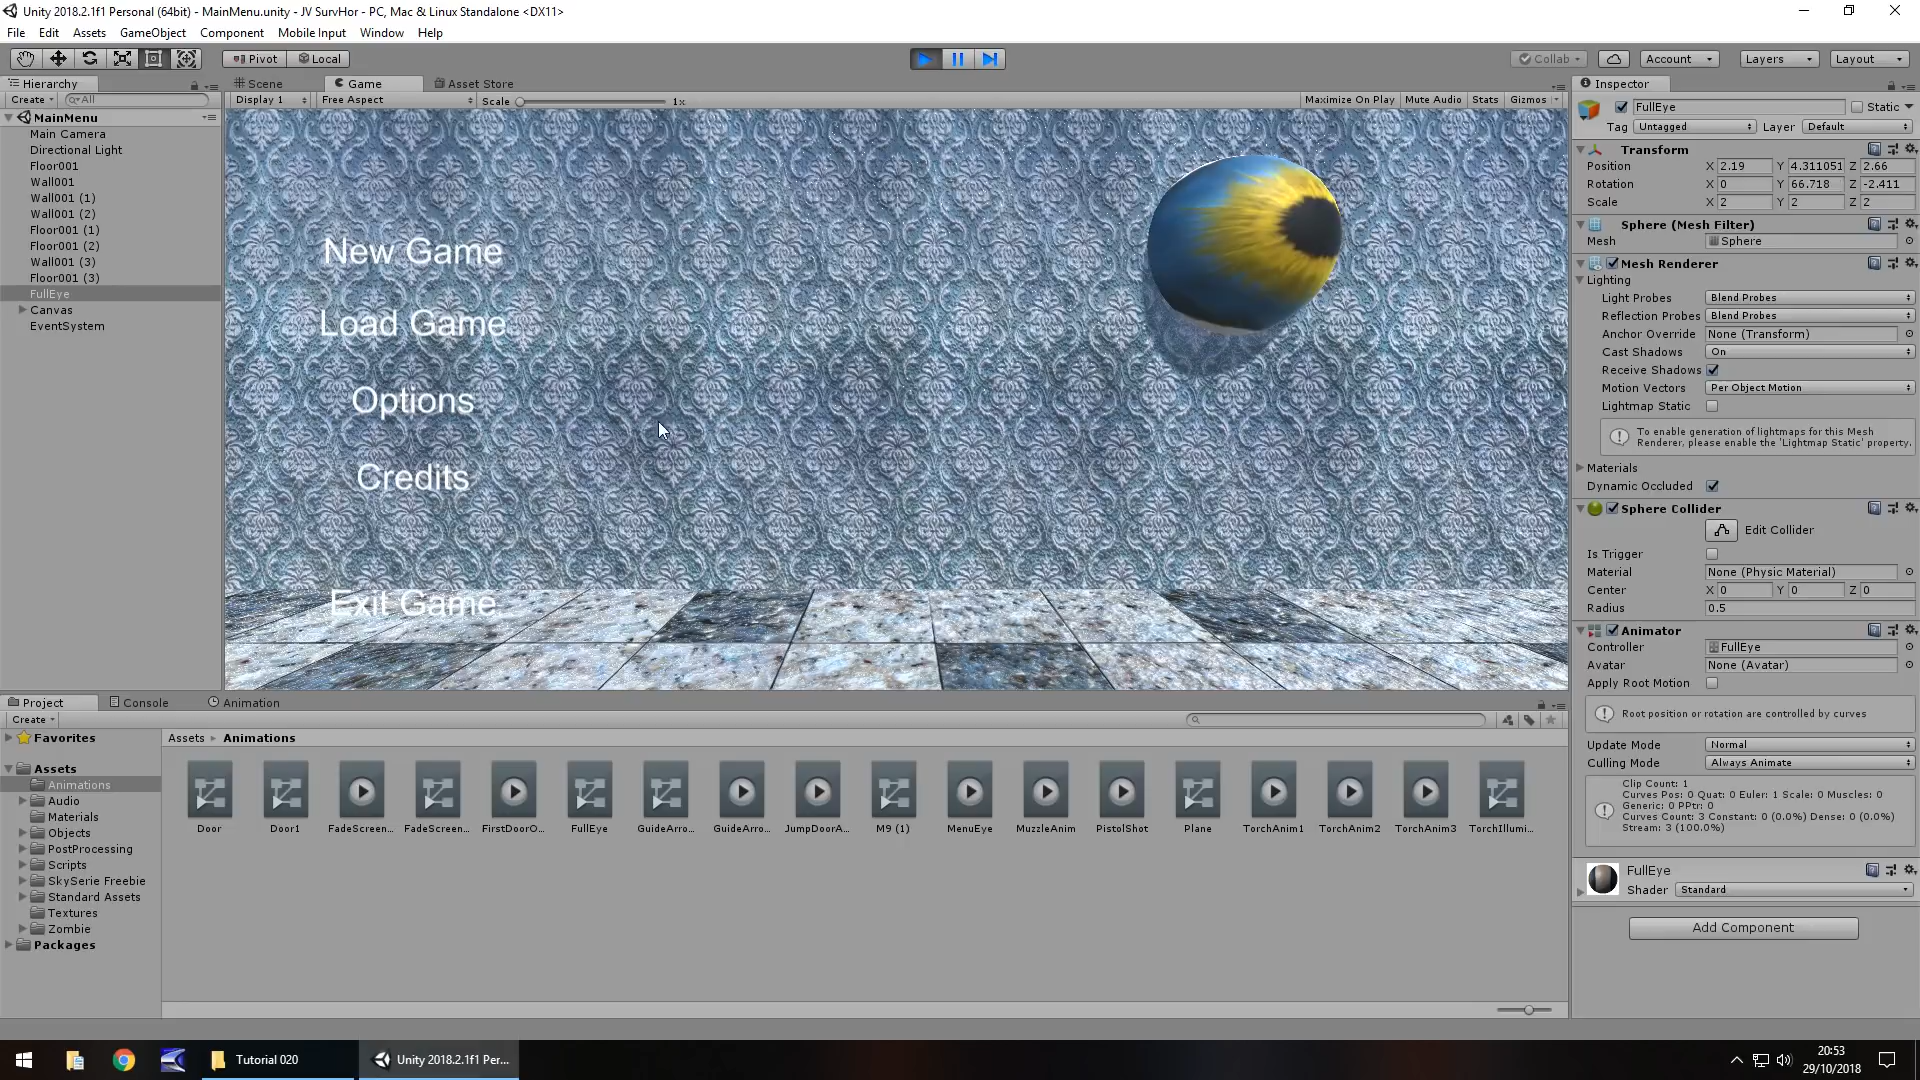 Unity 2018.2.1f1 Personal (64bit) - MainMenu.unity - JV SurvHor - PC, Mac & Linux Standalone <DX11>
File Edit Assets GameObject Component Mobile Input Window Help
Pivot Local Collab Account Layers Layout
Hierarchy
Create All
MainMenu
Main Camera
Directional Light
Floor001
Wall001
Wall001 (1)
Wall001 (2)
Floor001 (1)
Floor001 (2)
Wall001 (3)
Floor001 (3)
FullEye
Canvas
EventSystem
Scene Game Asset Store
Display 1 Free Aspect Scale 1x Maximize On Play Mute Audio Stats Gizmos
New Game
Load Game
Options
Credits
Exit Game
Inspector
FullEye Static
Tag Untagged Layer Default
Transform
Position X 2.19 Y 4.311051 Z 2.66
Rotation X 0 Y 66.718 Z -2.411
Scale X 2 Y 2 Z 2
Sphere (Mesh Filter)
Mesh Sphere
Mesh Renderer
Lighting
Light Probes Blend Probes
Reflection Probes Blend Probes
Anchor Override None (Transform)
Cast Shadows On
Receive Shadows
Motion Vectors Per Object Motion
Lightmap Static
To enable generation of lightmaps for this Mesh
Renderer, please enable the 'Lightmap Static' property.
Materials
Dynamic Occluded
Sphere Collider
Edit Collider
Is Trigger
Material None (Physic Material)
Center X 0 Y 0 Z 0
Radius 0.5
Animator
Controller FullEye
Avatar None (Avatar)
Apply Root Motion
Root position or rotation are controlled by curves
Update Mode Normal
Culling Mode Always Animate
Clip Count: 1
Curves Pos: 0 Quat: 0 Euler: 1 Scale: 0 Muscles: 0
Generic: 0 PPtr: 0
Curves Count: 3 Constant: 0 (0.0%) Dense: 0 (0.0%)
Stream: 3 (100.0%)
FullEye
Shader Standard
Add Component
Project Console Animation
Create
Favorites
Assets
Animations
Audio
Materials
Objects
PostProcessing
Scripts
SkySerie Freebie
Standard Assets
Textures
Zombie
Packages
Assets Animations
Door Door1 FadeScreen... FadeScreen... FirstDoorO... FullEye GuideArro... GuideArro... JumpDoorA... M9 (1) MenuEye MuzzleAnim PistolShot Plane TorchAnim1 TorchAnim2 TorchAnim3 TorchIllumi...
Tutorial 020 Unity 2018.2.1f1 Per...
20:53
29/10/2018